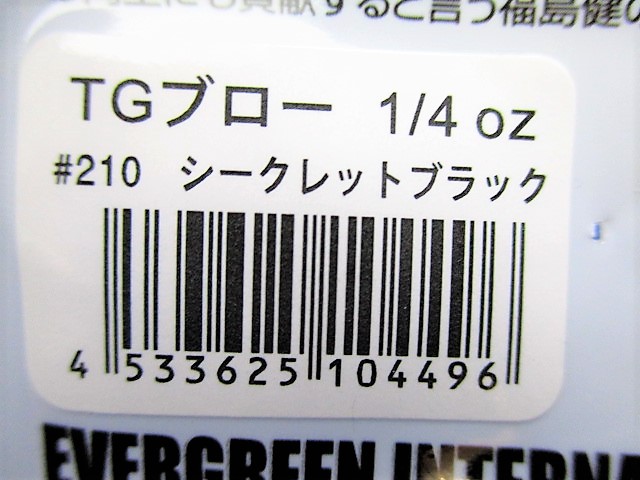 にも貢献すると言う福島健の
TGブロー 1/4 oz
#210 シークレットブラック
4 533625 104496
EVERGREEN INTERNA